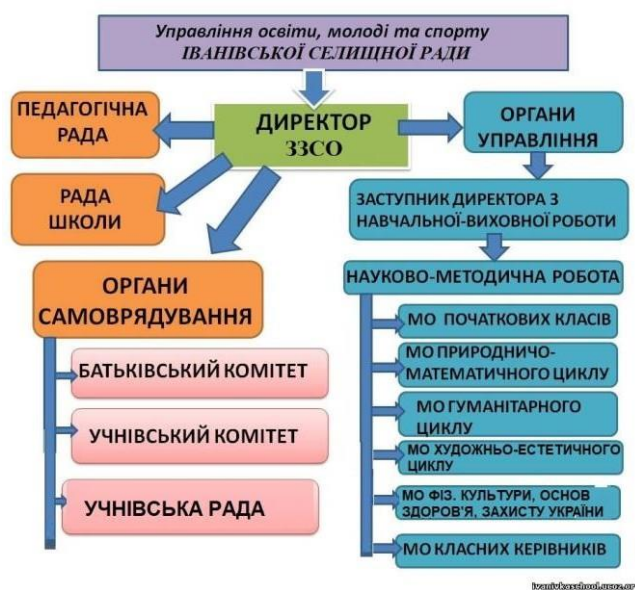 Управління освіти, молоді та спорту
ІВАНІВСЬКОЇ СЕЛИЩНОЇ РАДИ
ПЕДАГОГІЧНА
РАДА
ДИРЕКТОР
ЗЗСО
ОРГАНИ
УПРАВЛІННЯ
РАДА
ШКОЛИ
ЗАСТУПНИК ДИРЕКТОРА З
НАВЧАЛЬНОЇ-ВИХОВНОЇ РОБОТИ
ОРГАНИ
САМОВРЯДУВАННЯ
НАУКОВО-МЕТОДИЧНА РОБОТА
БАТЬКІВСЬКИЙ КОМІТЕТ
УЧНІВСЬКИЙ КОМІТЕТ
УЧНІВСЬКА РАДА
МО ПОЧАТКОВИХ КЛАСІВ
МО ПРИРОДНИЧО-
МАТЕМАТИЧНОГО ЦИКЛУ
МО ГУМАНІТАРНОГО
ЦИКЛУ
МО ХУДОЖНЬО-ЕСТЕТИЧНОГО
ЦИКЛУ
МО ФІЗ. КУЛЬТУРИ, ОСНОВ
ЗДОРОВ'Я, ЗАХИСТУ УКРАЇНИ
МО КЛАСНИХ КЕРІВНИКІВ
ivanivkaschool.ucoz.or